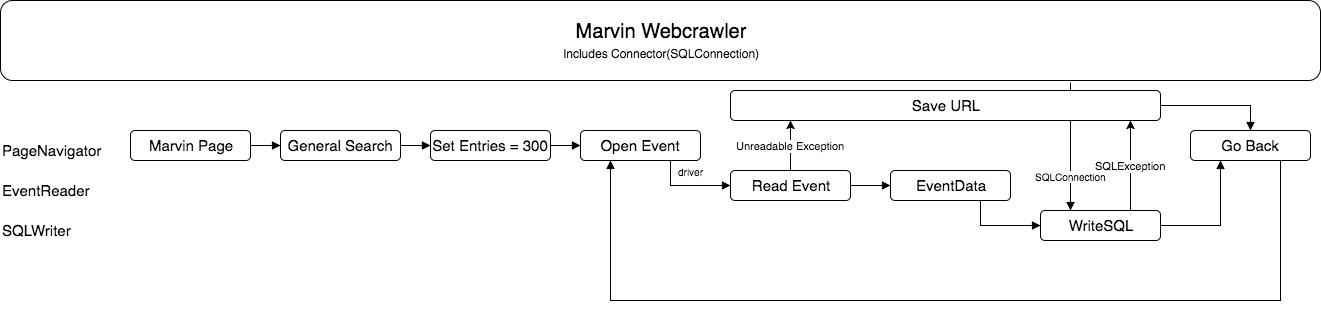 Marvin Webcrawler
Includes Connector(SQLConnection)
Save URL
PageNavigator
Marvin Page
General Search
Set Entries = 300
Open Event
Unreadable Exception
Go Back
driver
SQLConnection
SQLException
EventReader
Read Event
EventData
SQLWriter
WriteSQL